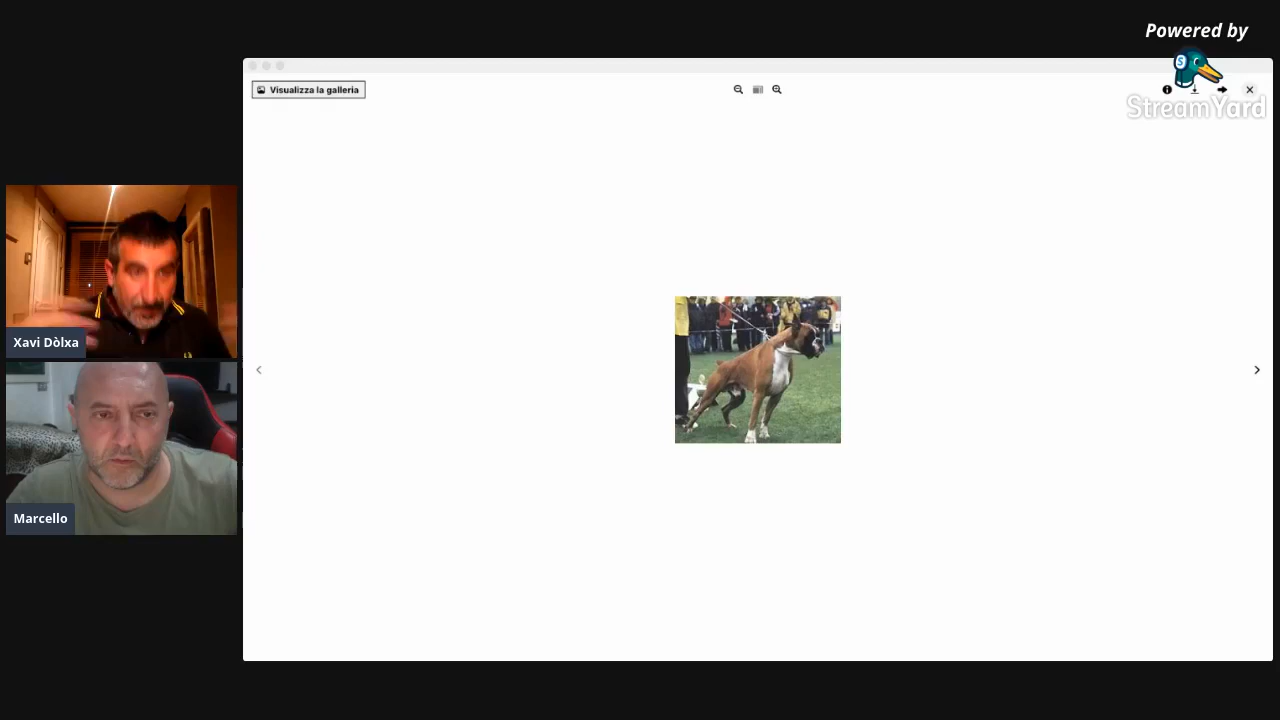 Powered by
StreamYard
Visualizza la galleria
Xavi Dòlxa
Marcello